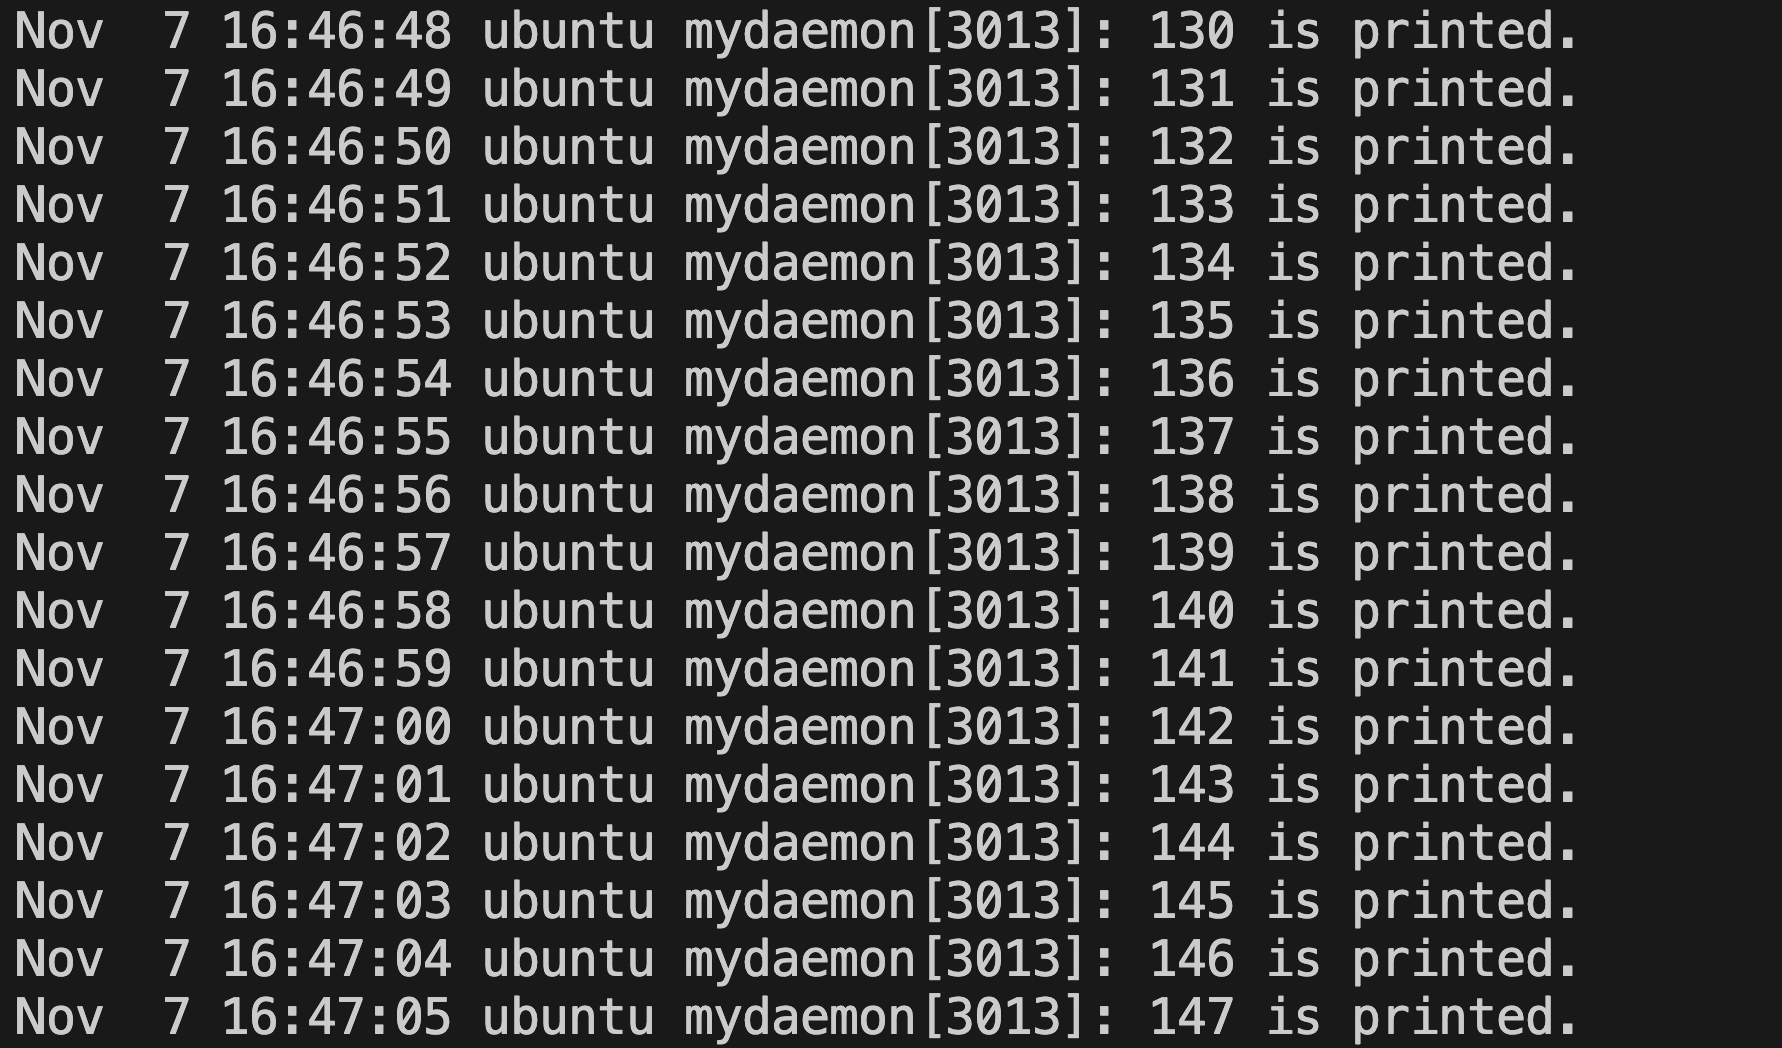 Nov  7 16:46:48 ubuntu mydaemon[3013]: 130 is printed.
Nov  7 16:46:49 ubuntu mydaemon[3013]: 131 is printed.
Nov  7 16:46:50 ubuntu mydaemon[3013]: 132 is printed.
Nov  7 16:46:51 ubuntu mydaemon[3013]: 133 is printed.
Nov  7 16:46:52 ubuntu mydaemon[3013]: 134 is printed.
Nov  7 16:46:53 ubuntu mydaemon[3013]: 135 is printed.
Nov  7 16:46:54 ubuntu mydaemon[3013]: 136 is printed.
Nov  7 16:46:55 ubuntu mydaemon[3013]: 137 is printed.
Nov  7 16:46:56 ubuntu mydaemon[3013]: 138 is printed.
Nov  7 16:46:57 ubuntu mydaemon[3013]: 139 is printed.
Nov  7 16:46:58 ubuntu mydaemon[3013]: 140 is printed.
Nov  7 16:46:59 ubuntu mydaemon[3013]: 141 is printed.
Nov  7 16:47:00 ubuntu mydaemon[3013]: 142 is printed.
Nov  7 16:47:01 ubuntu mydaemon[3013]: 143 is printed.
Nov  7 16:47:02 ubuntu mydaemon[3013]: 144 is printed.
Nov  7 16:47:03 ubuntu mydaemon[3013]: 145 is printed.
Nov  7 16:47:04 ubuntu mydaemon[3013]: 146 is printed.
Nov  7 16:47:05 ubuntu mydaemon[3013]: 147 is printed.